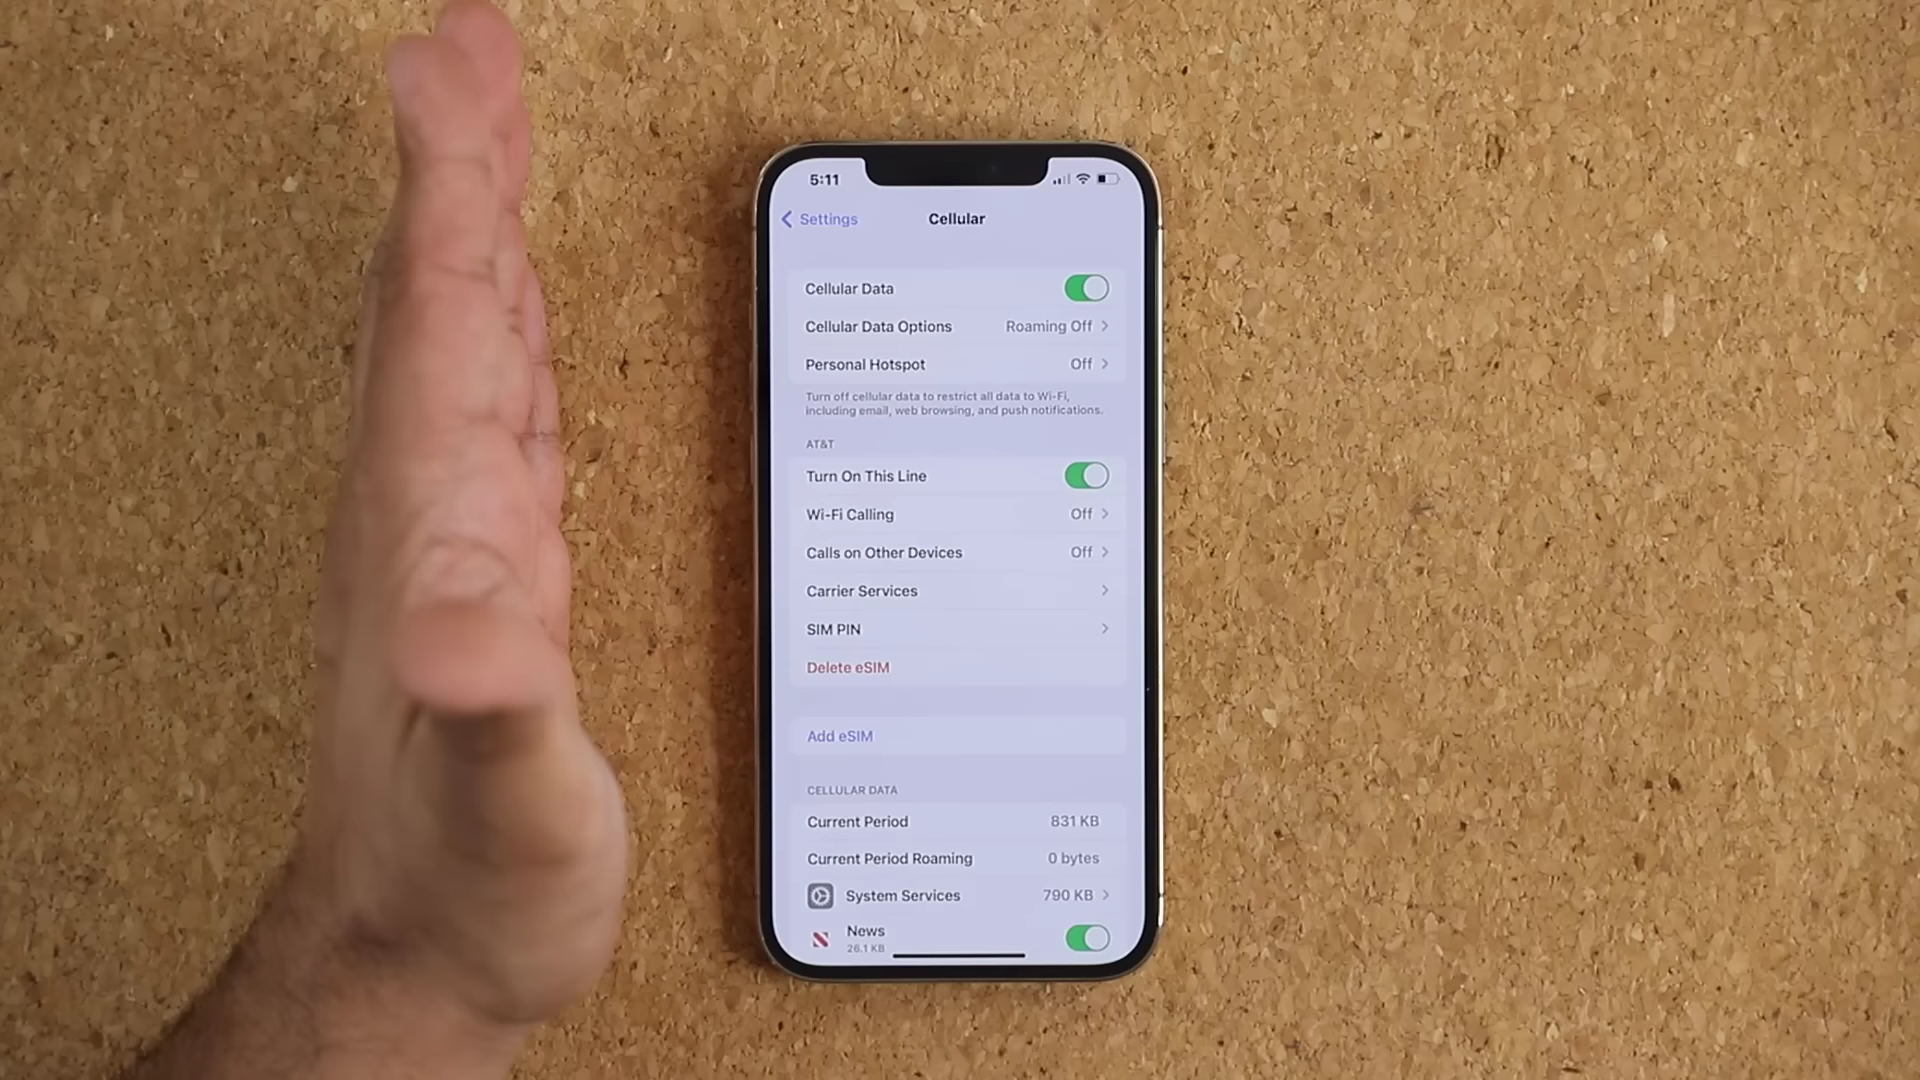 5:11
Settings
Cellular
Cellular Data
Cellular Data Options Roaming Off
Personal Hotspot Off
Turn off cellular data to restrict all data to Wi-Fi,
including email, web browsing, and push notifications.
AT&T
Turn On This Line
Wi-Fi Calling Off
Calls on Other Devices Off
Carrier Services
SIM PIN
Delete eSIM
Add eSIM
CELLULAR DATA
Current Period 831 KB
Current Period Roaming 0 bytes
System Services 790 KB
News
26.1 KB